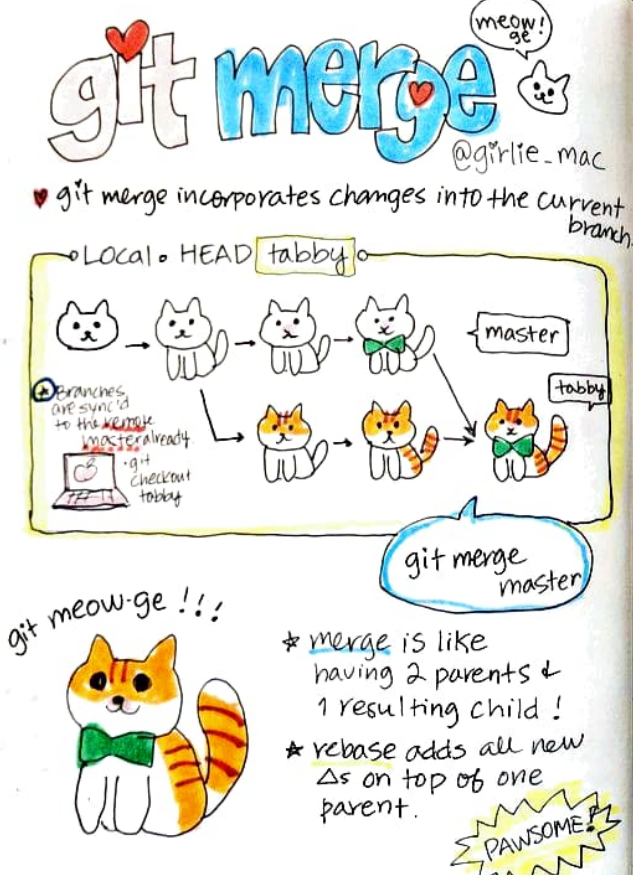 meow!
ge
git merge
@girlie_mac
git merge incorporates changes into the current
branch.
Local • HEAD tabby
master
tabby
Branches
are sync'd
to the remote
master already
• git
checkout
tabby
git merge
master
git meow-ge !!!
★ merge is like
having 2 parents &
1 resulting child!
★ rebase adds all new
Δs on top of one
parent.
PAWSOME!